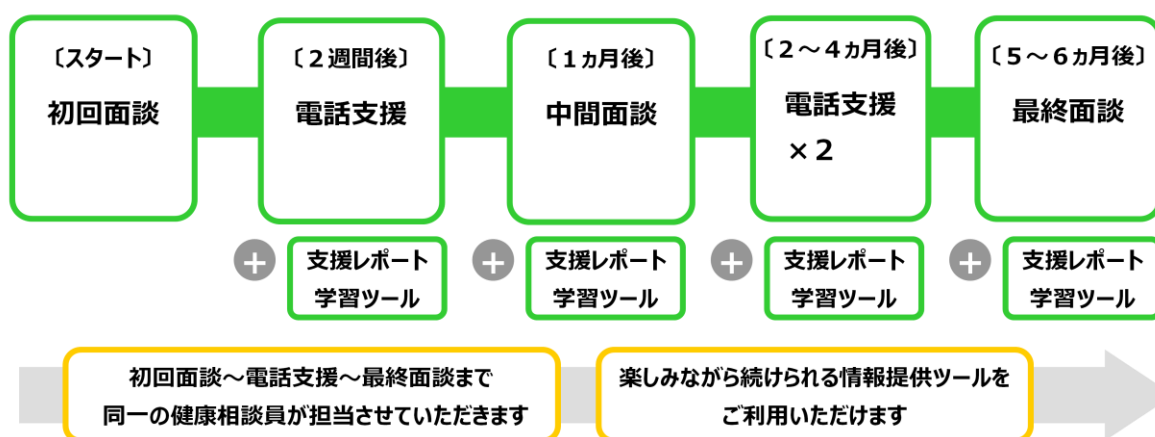 〔スタート〕
初回面談
〔２週間後〕
電話支援
〔１ヵ月後〕
中間面談
〔２～４ヵ月後〕
電話支援
×２
〔５～６ヵ月後〕
最終面談
+
支援レポート
学習ツール
+
支援レポート
学習ツール
+
支援レポート
学習ツール
+
支援レポート
学習ツール
初回面談～電話支援～最終面談まで
同一の健康相談員が担当させていただきます
楽しみながら続けられる情報提供ツールを
ご利用いただけます